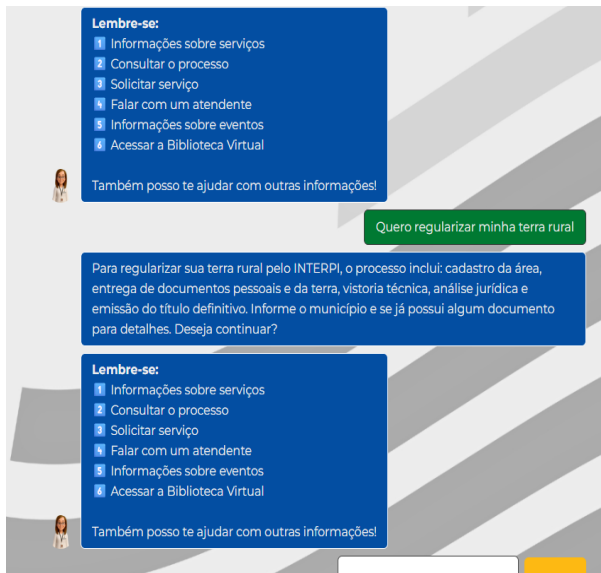 Lembre-se:
1 Informações sobre serviços
2 Consultar o processo
3 Solicitar serviço
4 Falar com um atendente
5 Informações sobre eventos
6 Acessar a Biblioteca Virtual
Também posso te ajudar com outras informações!
Quero regularizar minha terra rural
Para regularizar sua terra rural pelo INTERPI, o processo inclui: cadastro da área,
entrega de documentos pessoais e da terra, vistoria técnica, análise jurídica e
emissão do título definitivo. Informe o município e se já possui algum documento
para detalhes. Deseja continuar?
Lembre-se:
1 Informações sobre serviços
2 Consultar o processo
3 Solicitar serviço
4 Falar com um atendente
5 Informações sobre eventos
6 Acessar a Biblioteca Virtual
Também posso te ajudar com outras informações!